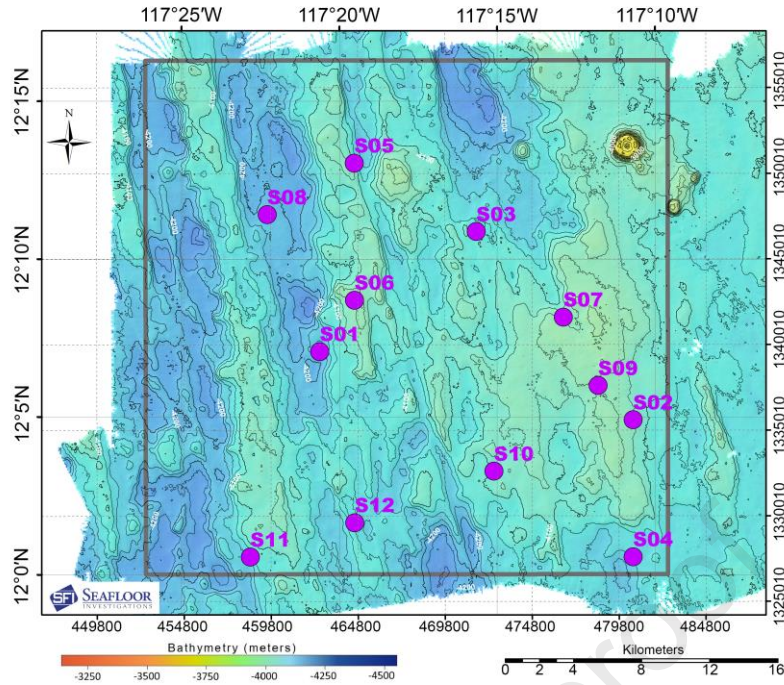 117°25'W 117°20'W 117°15'W 117°10'W
12°15'N
12°10'N
12°5'N
12°0'N
1355010
1350010
1345010
1340010
1335010
1330010
1325010
N
S05
S08
S03
S06
S07
S01
S09
S02
S10
S12
S11
S04
SFI SEAFLOOR
INVESTIGATIONS
449800 454800 459800 464800 469800 474800 479800 484800
Bathymetry (meters)
-3250 -3500 -3750 -4000 -4250 -4500
Kilometers
0 2 4 8 12 16